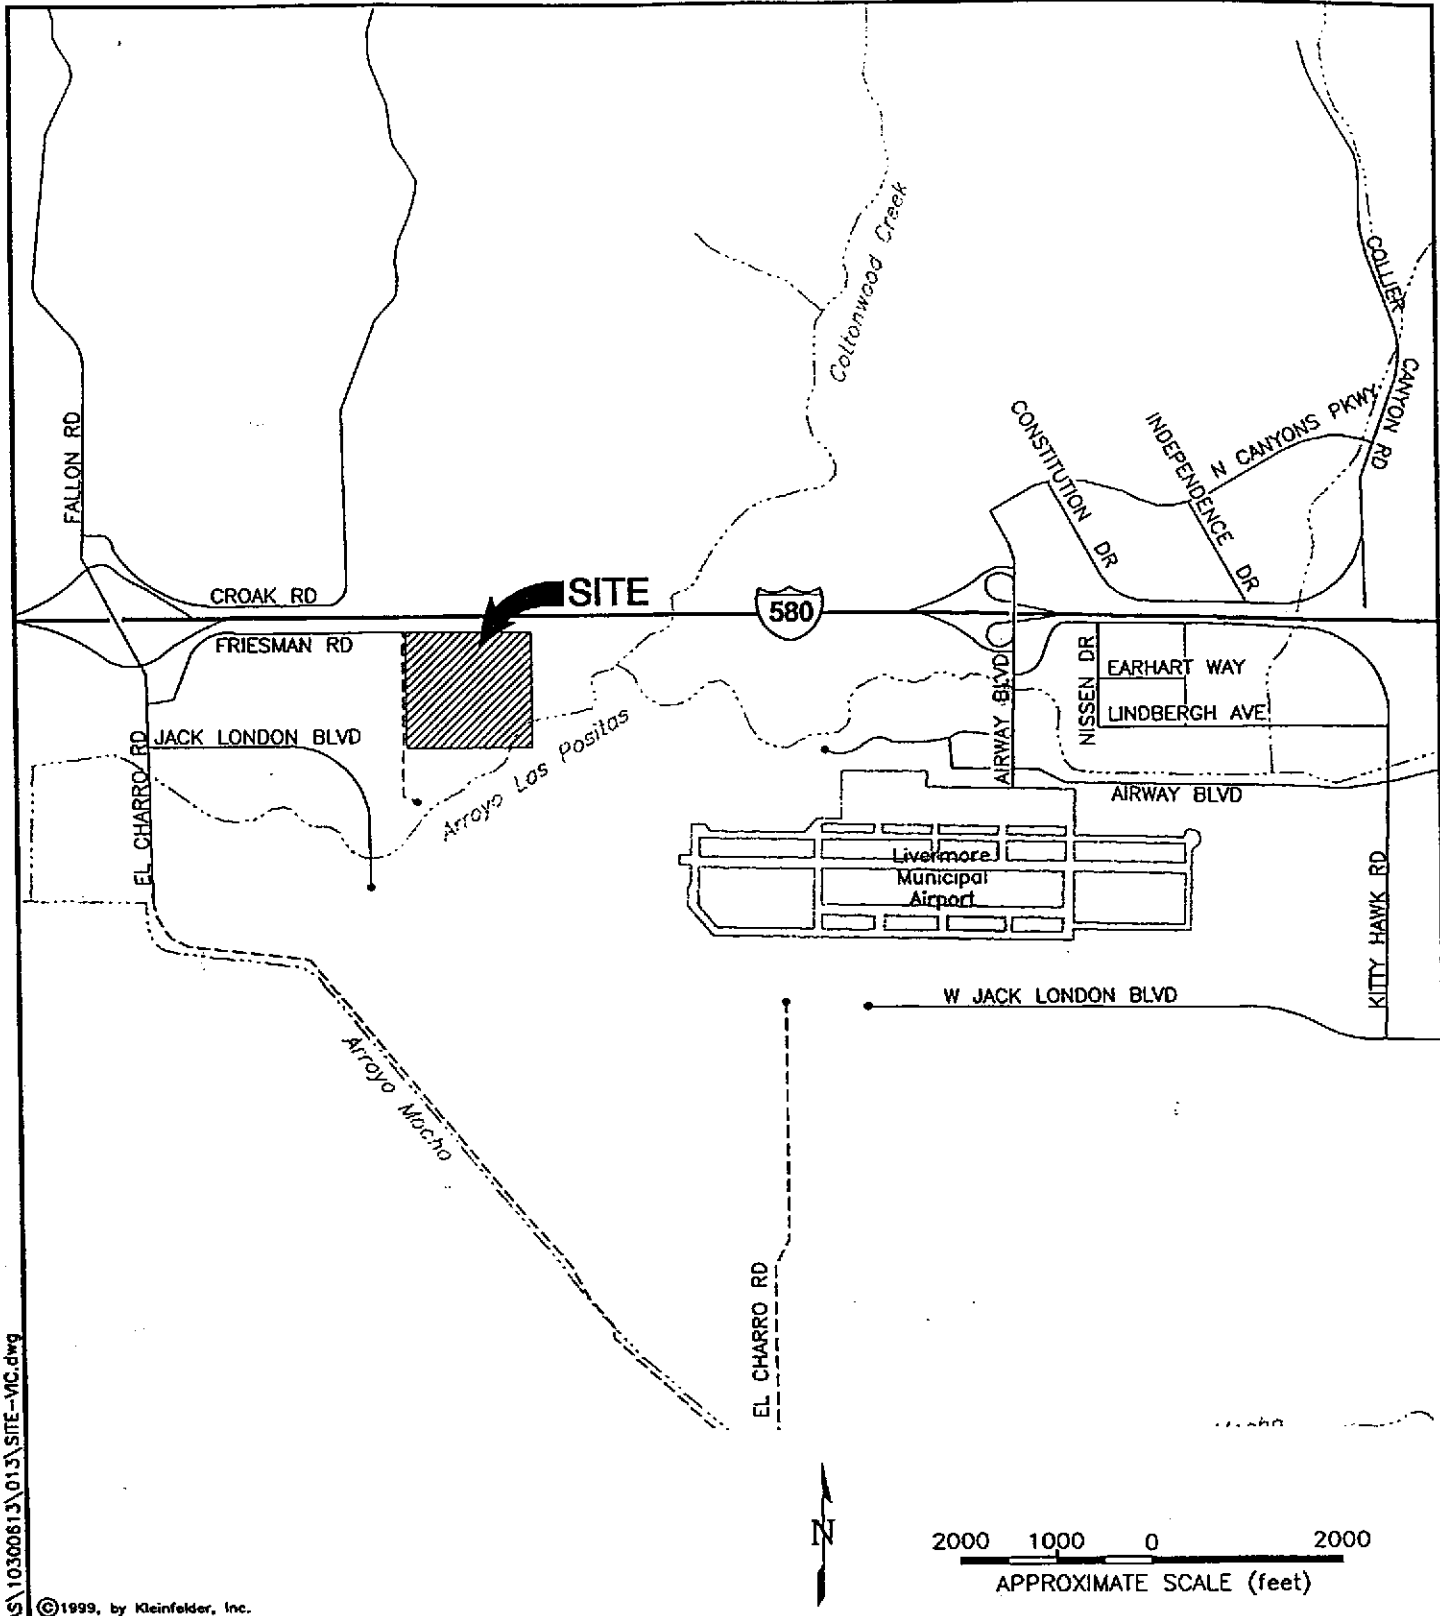 Cottonwood Creek
COLLIER
CANYON RD
FALLON RD
CONSTITUTION DR
INDEPENDENCE DR
N CANYONS PKWY
CROAK RD
SITE
580
FRIESMAN RD
AIRWAY BLVD
NISSEN DR
EARHART WAY
LINDBERGH AVE
JACK LONDON BLVD
EL CHARRO RD
Arroyo Las Positas
AIRWAY BLVD
Livermore
Municipal
Airport
KITTY HAWK RD
W JACK LONDON BLVD
Arroyo Mocho
EL CHARRO RD
N
2000 1000 0 2000
APPROXIMATE SCALE (feet)
S\10300613\013\SITE-VIC.dwg
©1999, by Kleinfelder, Inc.